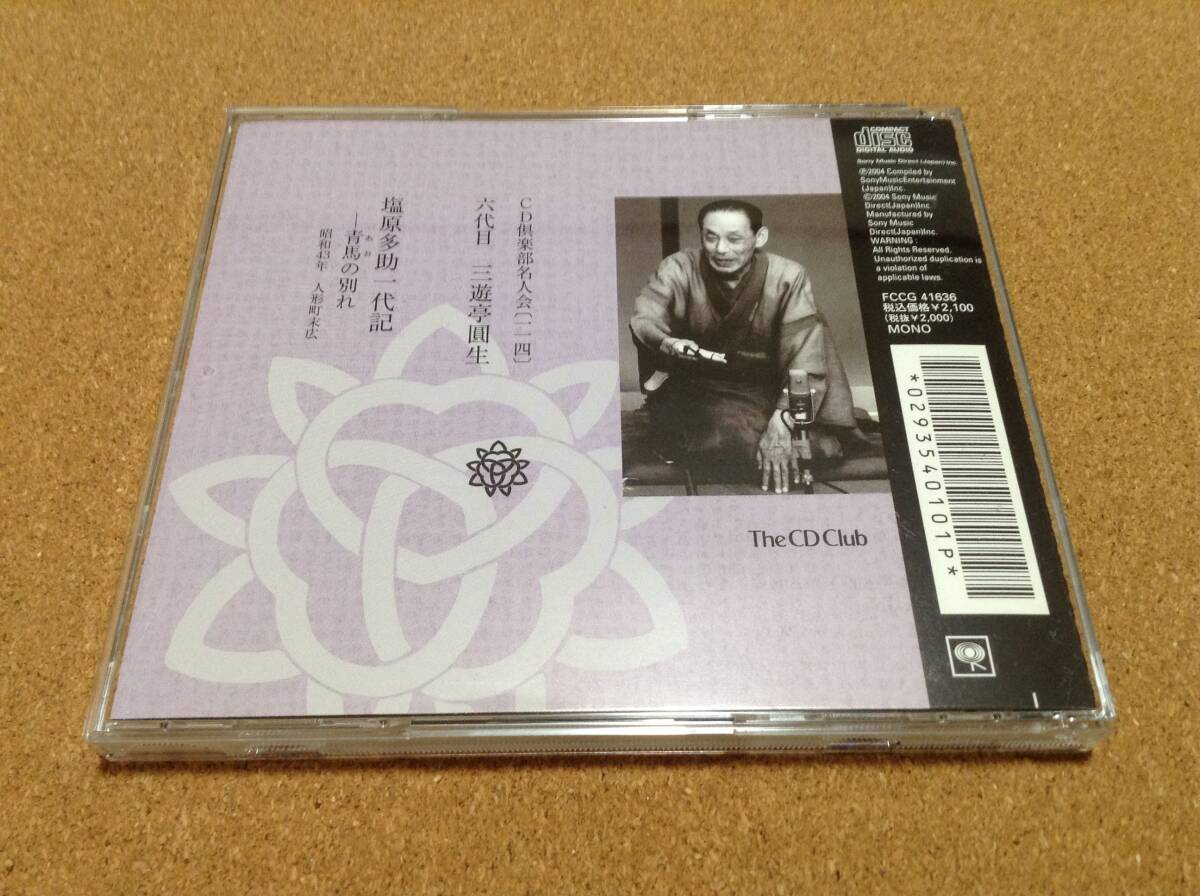 CD倶楽部名人会〔一一四〕
六代目 三遊亭圓生
塩原多助一代記
―青馬の別れ
あお
昭和43年 人形町末広
The CD Club
COMPACT
disc
DIGITAL AUDIO
Sony Music Direct (Japan) Inc.
℗2004 Compiled by
SonyMusicEntertainment
(Japan)Inc.
©2004 Sony Music
Direct(Japan)Inc.
Manufactured by
Sony Music
Direct(Japan)Inc.
WARNING :
All Rights Reserved.
Unauthorized duplication is
a violation of
applicable laws.
FCCG 41636
税込価格¥2,100
(税抜¥2,000)
MONO
*0293540101P*